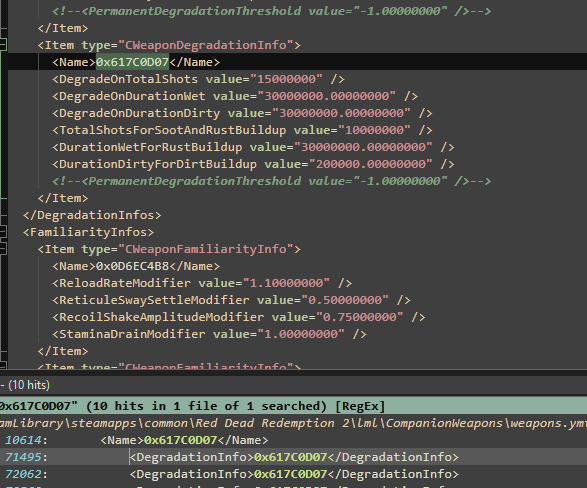 <!--<PermanentDegradationThreshold value="-1.00000000" />-->
</Item>
<Item type="CWeaponDegradationInfo">
<Name>0x617C0D07</Name>
<DegradeOnTotalShots value="15000000" />
<DegradeOnDurationWet value="30000000.00000000" />
<DegradeOnDurationDirty value="30000000.00000000" />
<TotalShotsForSootAndRustBuildup value="10000000" />
<DurationWetForRustBuildup value="30000000.00000000" />
<DurationDirtyForDirtBuildup value="200000.00000000" />
<!--<PermanentDegradationThreshold value="-1.00000000" />-->
</Item>
</DegradationInfos>
<FamiliarityInfos>
<Item type="CWeaponFamiliarityInfo">
<Name>0x0D6EC4B8</Name>
<ReloadRateModifier value="1.10000000" />
<ReticuleSwaySettleModifier value="0.50000000" />
<RecoilShakeAmplitudeModifier value="0.75000000" />
<StaminaDrainModifier value="1.00000000" />
</Item>
<Item type="CWeaponFamiliarityInfo">
- (10 hits)
0x617C0D07" (10 hits in 1 file of 1 searched) [RegEx]
amLibrary\steamapps\common\Red Dead Redemption 2\lml\CompanionWeapons\weapons.ymt
10614: <Name>0x617C0D07</Name>
71495: <DegradationInfo>0x617C0D07</DegradationInfo>
72062: <DegradationInfo>0x617C0D07</DegradationInfo>